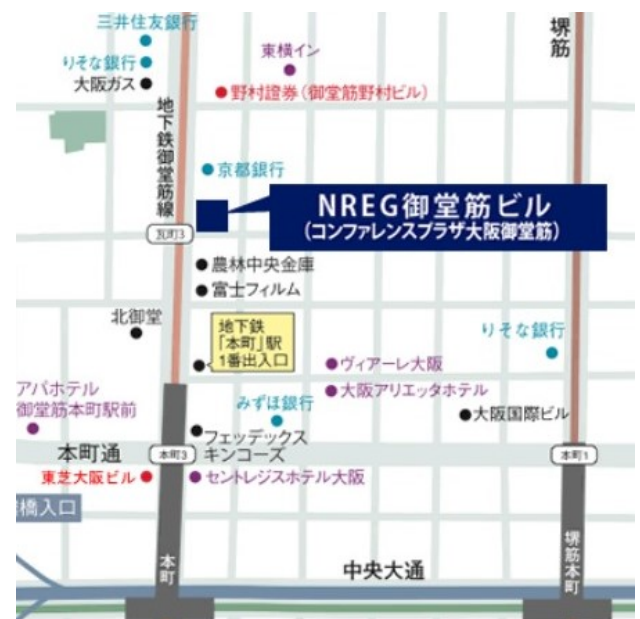 三井住友銀行
りそな銀行
大阪ガス
東横イン
堺筋
野村證券(御堂筋野村ビル)
地下鉄御堂筋線
京都銀行
NREG御堂筋ビル
(コンファレンスプラザ大阪御堂筋)
瓦町3
農林中央金庫
富士フィルム
北御堂
地下鉄
「本町」駅
1番出入口
りそな銀行
ヴィアーレ大阪
アパホテル
御堂筋本町駅前
大阪アリエッタホテル
みずほ銀行
大阪国際ビル
フェッデックス
キンコーズ
本町通
本町3
本町1
東芝大阪ビル
セントレジスホテル大阪
橋入口
本町
堺筋本町
中央大通